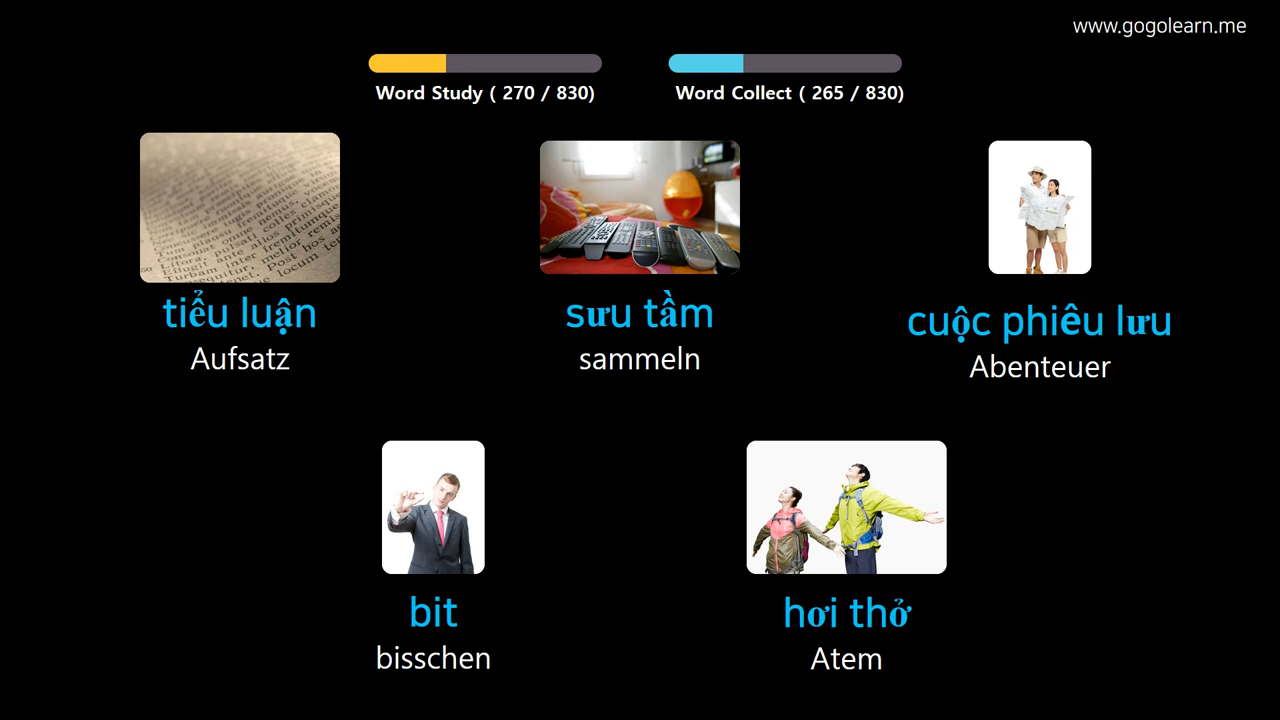 www.gogolearn.me
Word Study ( 270 / 830)
Word Collect ( 265 / 830)
tiểu luận
Aufsatz
sưu tầm
sammeln
cuộc phiêu lưu
Abenteuer
bit
bisschen
hơi thở
Atem